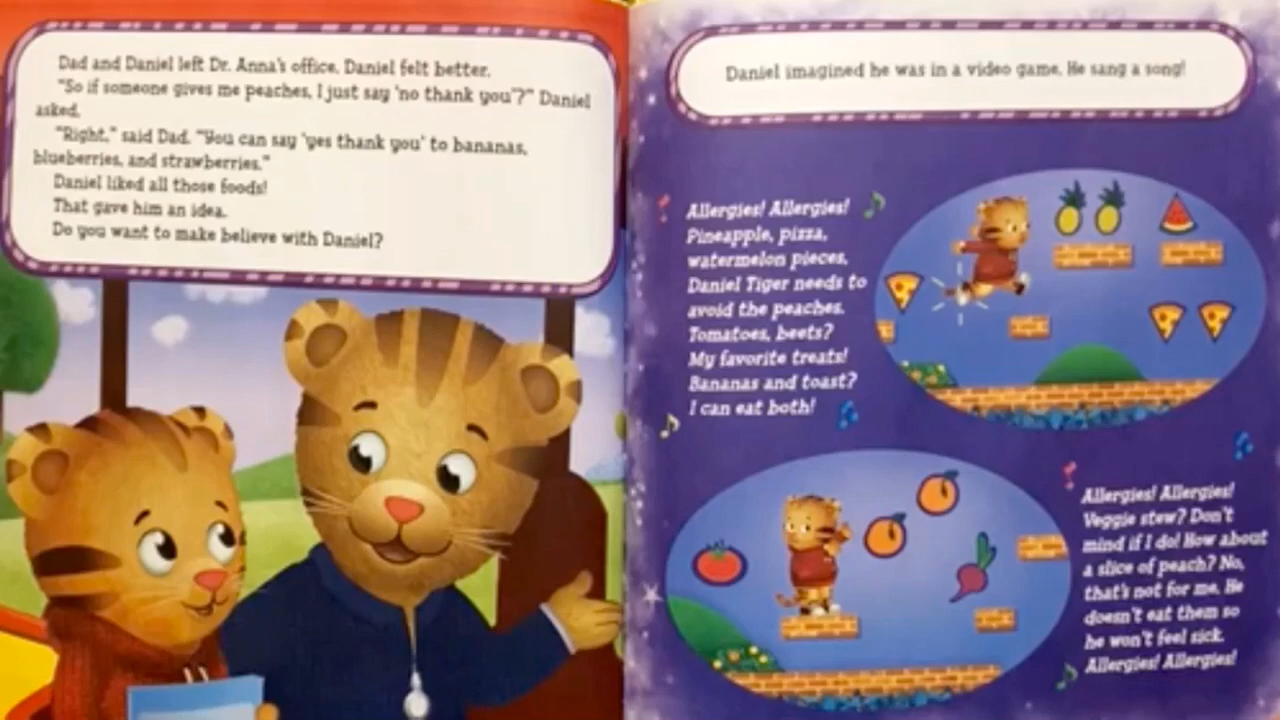 Dad and Daniel left Dr. Anna's office. Daniel felt better.
"So if someone gives me peaches, I just say 'no thank you'?" Daniel
asked.
"Right," said Dad. "You can say 'yes thank you' to bananas,
blueberries, and strawberries."
Daniel liked all those foods!
That gave him an idea.
Do you want to make believe with Daniel?
Daniel imagined he was in a video game. He sang a song!
Allergies! Allergies!
Pineapple, pizza,
watermelon pieces,
Daniel Tiger needs to
avoid the peaches.
Tomatoes, beets?
My favorite treats!
Bananas and toast?
I can eat both!
Allergies! Allergies!
Veggie stew? Don't
mind if I do! How about
a slice of peach? No,
that's not for me. He
doesn't eat them so
he won't feel sick.
Allergies! Allergies!